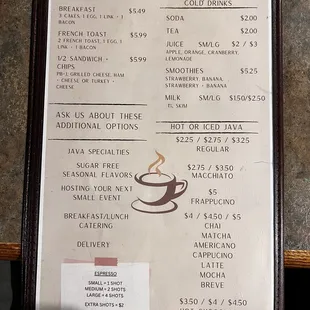 BREAKFAST $5.49
2 CAKES, 1 EGG, 1 LINK • 1
BACON
FRENCH TOAST $5.99
2 FRENCH TOAST, 1 EGG, 1
LINK • 1 BACON
1/2 SANDWICH • $5.99
CHIPS
PB-J, GRILLED CHEESE, HAM
• CHEESE OR TURKEY •
CHEESE
ASK US ABOUT THESE
ADDITIONAL OPTIONS
JAVA SPECIALTIES
SUGAR FREE
SEASONAL FLAVORS
HOSTING YOUR NEXT
SMALL EVENT
BREAKFAST/LUNCH
CATERING
DELIVERY
ESPRESSO
SMALL = 1 SHOT
MEDIUM = 2 SHOTS
LARGE = 4 SHOTS
EXTRA SHOTS = $2
COLD DRINKS
SODA $2.00
TEA $2.00
JUICE SM/LG $2 / $3
APPLE, ORANGE, CRANBERRY,
LEMONADE
SMOOTHIES $5.25
STRAWBERRY, BANANA,
STRAWBERRY • BANANA
MILK SM/LG $1.50/$2.50
1%, SKIM
HOT OR ICED JAVA
$2.25 / $2.75 / $3.25
REGULAR
$2.75 / $3.50
MACCHIATO
$5
FRAPPUCINO
$4 / $4.50 / $5
CHAI
MATCHA
AMERICANO
CAPPUCCINO
LATTE
MOCHA
BREVE
$3.50 / $4 / $4.50